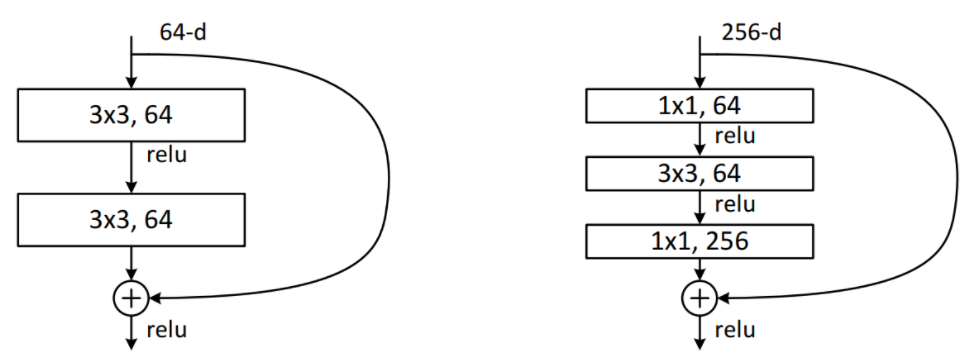 64-d
3x3, 64
relu
3x3, 64
+
relu
256-d
1x1, 64
relu
3x3, 64
relu
1x1, 256
+
relu